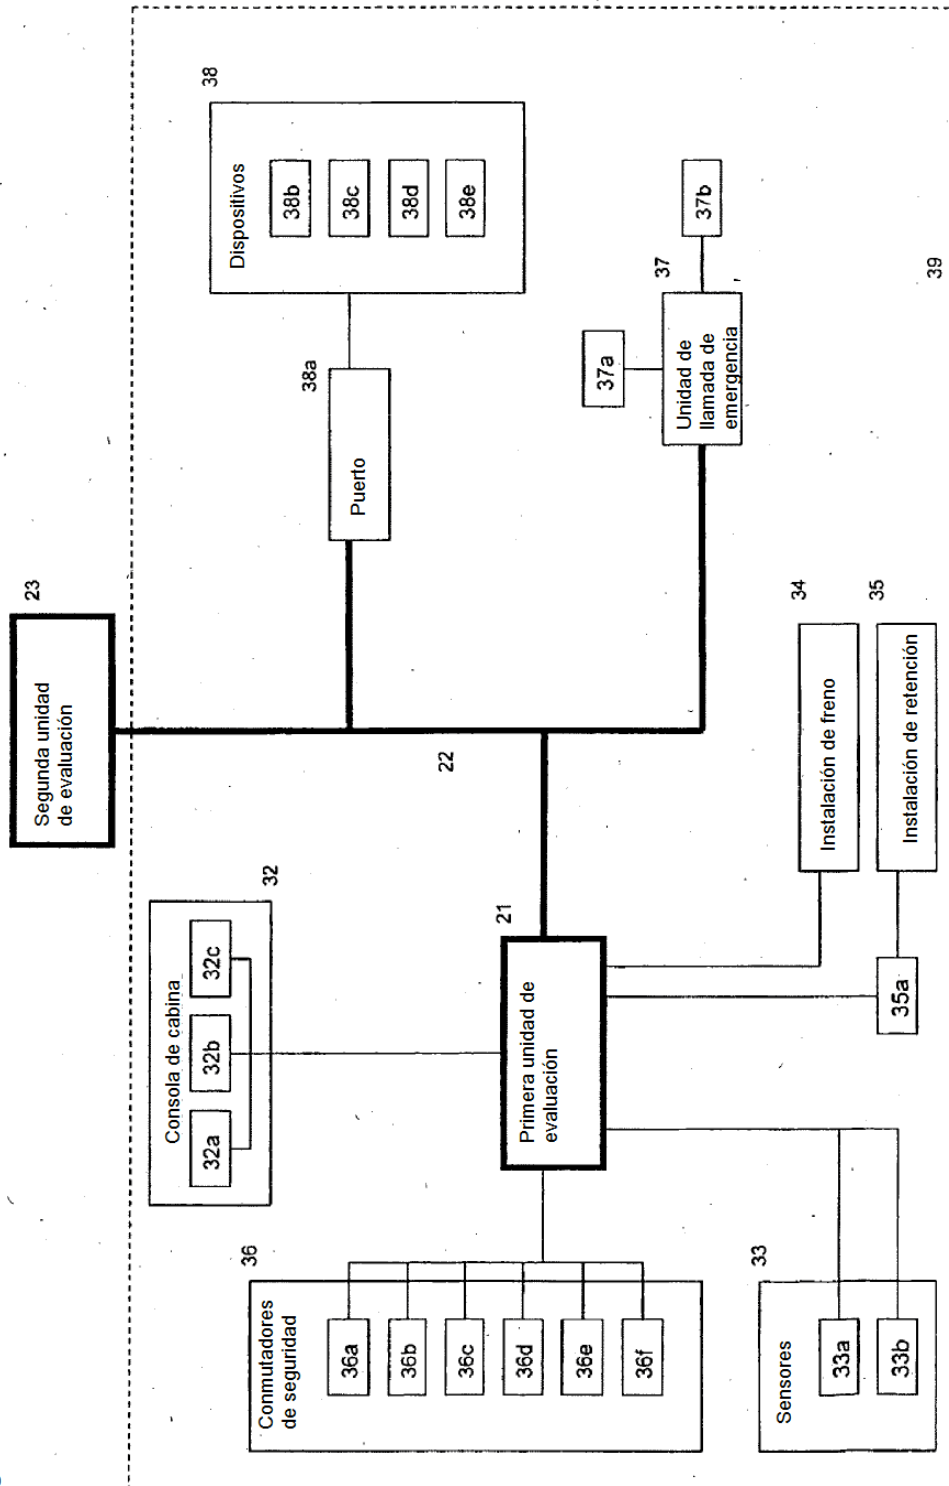 23
Segunda unidad
de evaluación
32
Consola de cabina
32a
32b
32c
38
Dispositivos
38b
38c
38d
38e
38a
Puerto
36
Conmutadores
de seguridad
36a
36b
36c
36d
36e
36f
22
21
Primera unidad de
evaluación
37a
37
Unidad de
llamada de
emergencia
37b
33
Sensores
33a
33b
34
Instalación de freno
35
Instalación de retención
35a
39